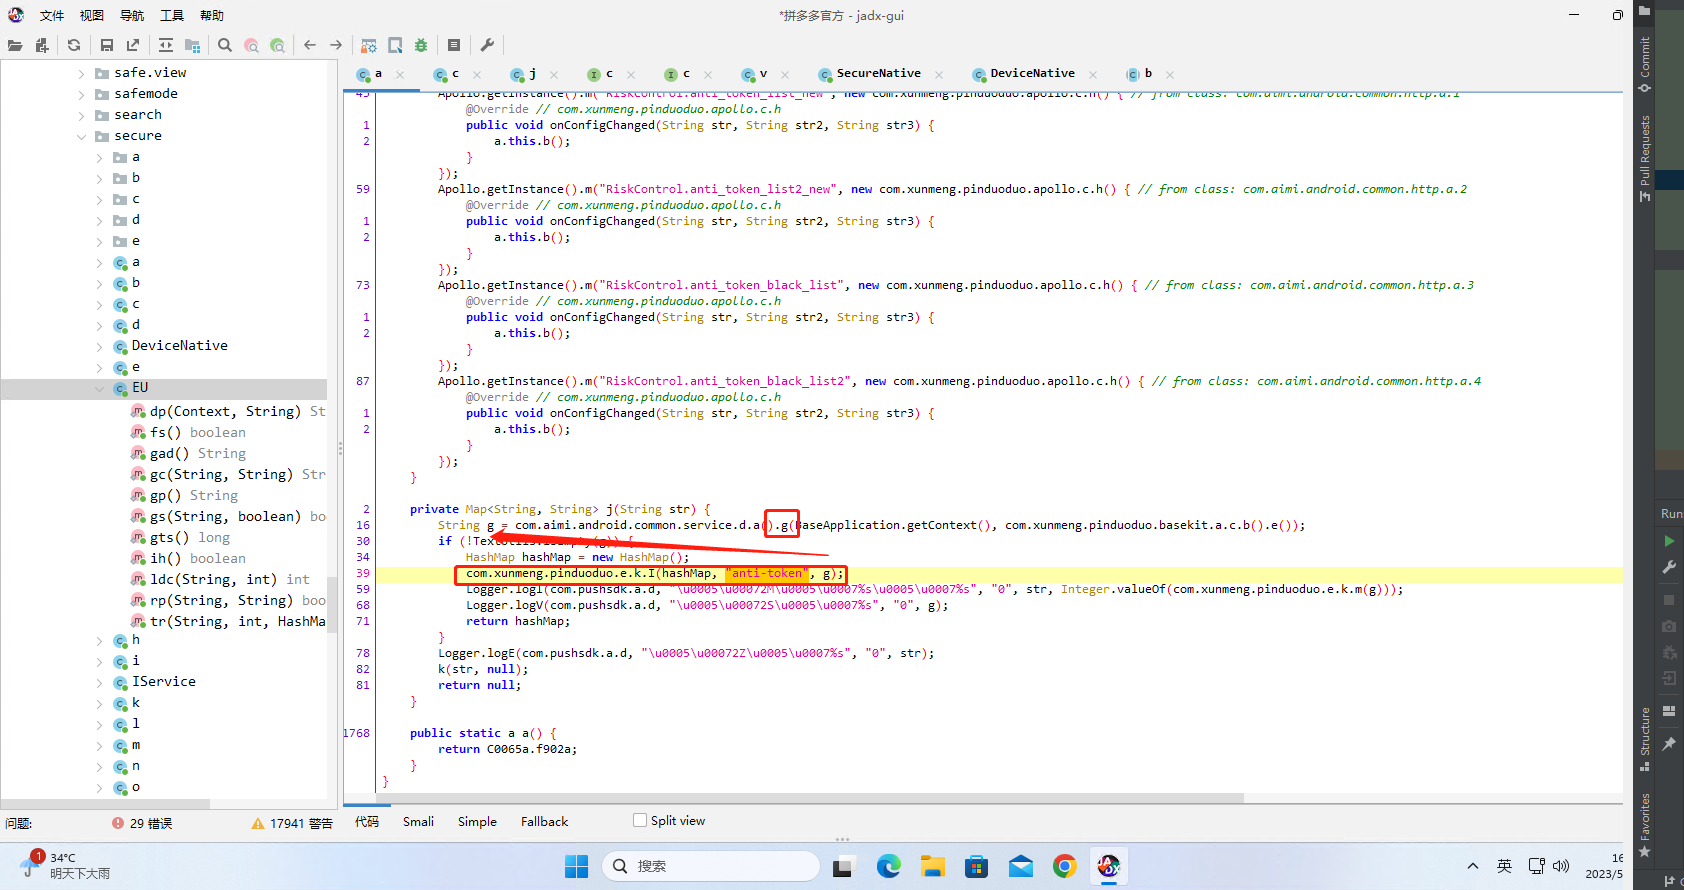 文件 视图 导航 工具 帮助
*拼多多官方 - jadx-gui
safe.view
safemode
search
secure
a
b
c
d
e
a
b
c
d
DeviceNative
e
EU
dp(Context, String) St
fs() boolean
gad() String
gc(String, String) Str
gp() String
gs(String, boolean) bo
gts() long
ih() boolean
ldc(String, int) int
rp(String, String) boo
tr(String, int, HashMa
h
i
IService
k
l
m
n
o
a c j c c v SecureNative DeviceNative b
45 Apollo.getInstance().m("RiskControl.anti_token_list_new", new com.xunmeng.pinduoduo.apollo.c.h() { // from class: com.aimi.android.common.http.a.1
@Override // com.xunmeng.pinduoduo.apollo.c.h
1 public void onConfigChanged(String str, String str2, String str3) {
2 a.this.b();
}
});
59 Apollo.getInstance().m("RiskControl.anti_token_list2_new", new com.xunmeng.pinduoduo.apollo.c.h() { // from class: com.aimi.android.common.http.a.2
@Override // com.xunmeng.pinduoduo.apollo.c.h
1 public void onConfigChanged(String str, String str2, String str3) {
2 a.this.b();
}
});
73 Apollo.getInstance().m("RiskControl.anti_token_black_list", new com.xunmeng.pinduoduo.apollo.c.h() { // from class: com.aimi.android.common.http.a.3
@Override // com.xunmeng.pinduoduo.apollo.c.h
1 public void onConfigChanged(String str, String str2, String str3) {
2 a.this.b();
}
});
87 Apollo.getInstance().m("RiskControl.anti_token_black_list2", new com.xunmeng.pinduoduo.apollo.c.h() { // from class: com.aimi.android.common.http.a.4
@Override // com.xunmeng.pinduoduo.apollo.c.h
1 public void onConfigChanged(String str, String str2, String str3) {
2 a.this.b();
}
});
}
2 private Map<String, String> j(String str) {
16 String g = com.aimi.android.common.service.d.a().g(BaseApplication.getContext(), com.xunmeng.pinduoduo.basekit.a.c.b().e());
30 if (!TextUtils.isEmpty(g)) {
34 HashMap hashMap = new HashMap();
39 com.xunmeng.pinduoduo.e.k.I(hashMap, "anti-token", g);
59 Logger.logI(com.pushsdk.a.d, "\u0005\u00072M\u0005\u0007%s\u0005\u0007%s", "0", str, Integer.valueOf(com.xunmeng.pinduoduo.e.k.m(g)));
68 Logger.logV(com.pushsdk.a.d, "\u0005\u00072S\u0005\u0007%s", "0", g);
71 return hashMap;
}
78 Logger.logE(com.pushsdk.a.d, "\u0005\u00072Z\u0005\u0007%s", "0", str);
82 k(str, null);
81 return null;
}
1768 public static a a() {
return C0065a.f902a;
}
}
问题: 29 错误 17941 警告
代码 Smali Simple Fallback Split view
1 34°C
明天下大雨
搜索
英
16
2023/5
Commit
Pull Requests
Run
Structure
Favorites